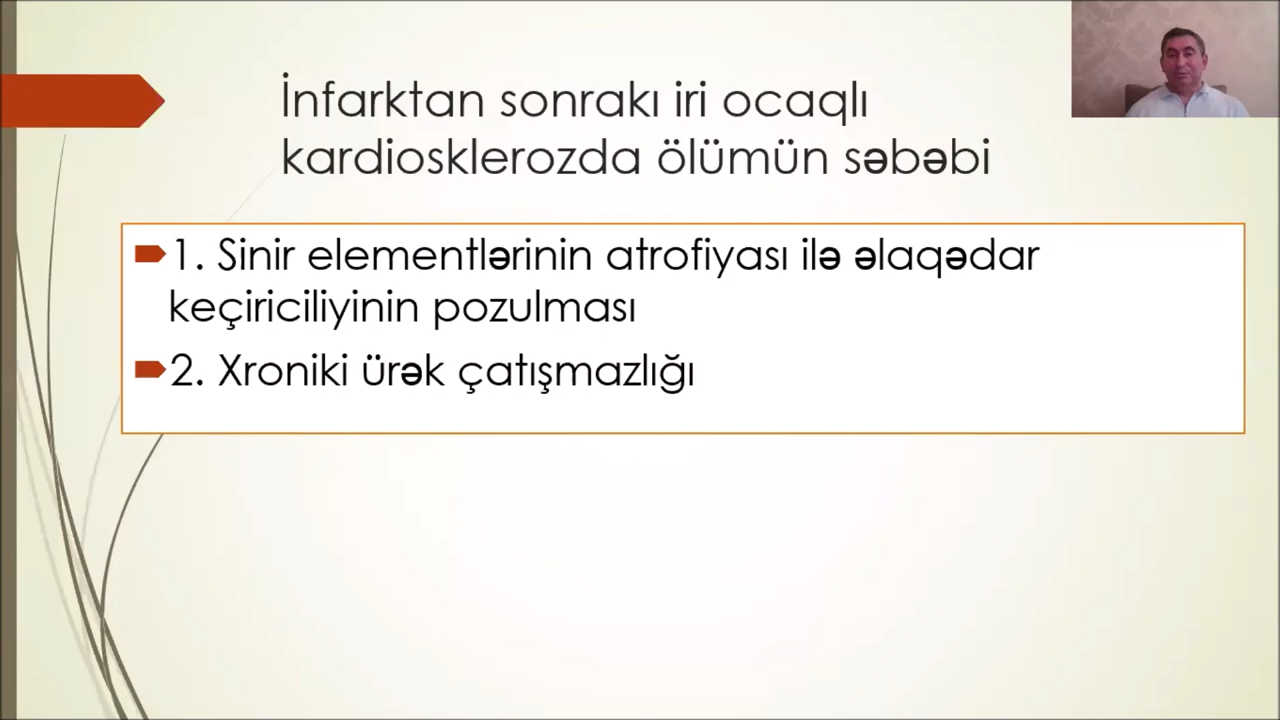 İnfarktan sonrakı iri ocaqlı
kardiosklerozda ölümün səbəbi
1. Sinir elementlərinin atrofiyası ilə əlaqədar
keçiriciliyinin pozulması
2. Xroniki ürək çatışmazlığı